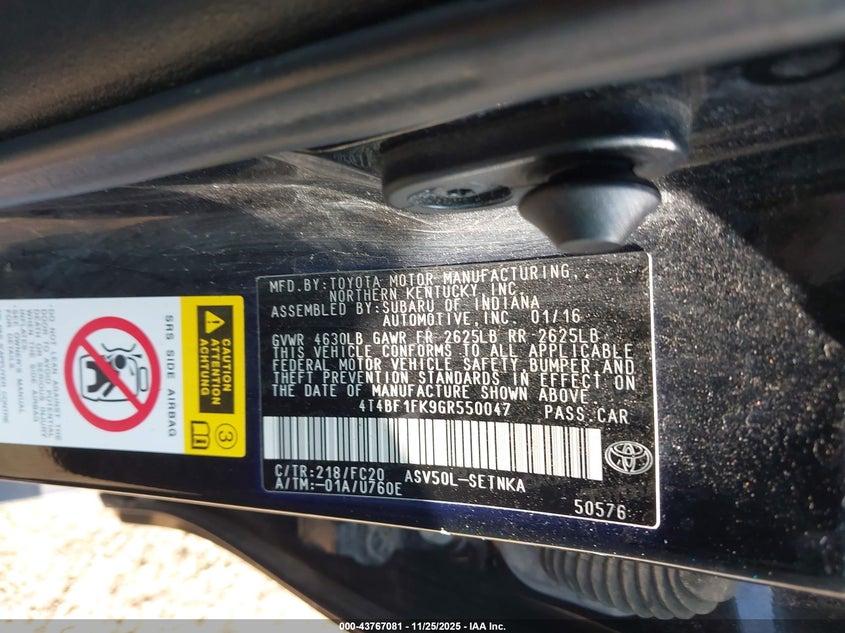 MFD.BY:TOYOTA MOTOR MANUFACTURING,
NORTHERN KENTUCKY, INC.
ASSEMBLED BY:SUBARU OF INDIANA
AUTOMOTIVE, INC. 01/16
GVWR 4630LB GAWR FR 2625LB RR 2625LB
THIS VEHICLE CONFORMS TO ALL APPLICABLE
FEDERAL MOTOR VEHICLE SAFETY,BUMPER AND
THEFT PREVENTION STANDARDS IN EFFECT ON
THE DATE OF MANUFACTURE SHOWN ABOVE.
4T4BF1FK9GR550047 PASS.CAR
C/TR:218/FC20 ASV50L-SETNKA
A/TM:-01A/U760E
50576
CAUTION
3
SRS SIDE AIRBAG
000-43767081 - 11/25/2025 - IAA Inc.